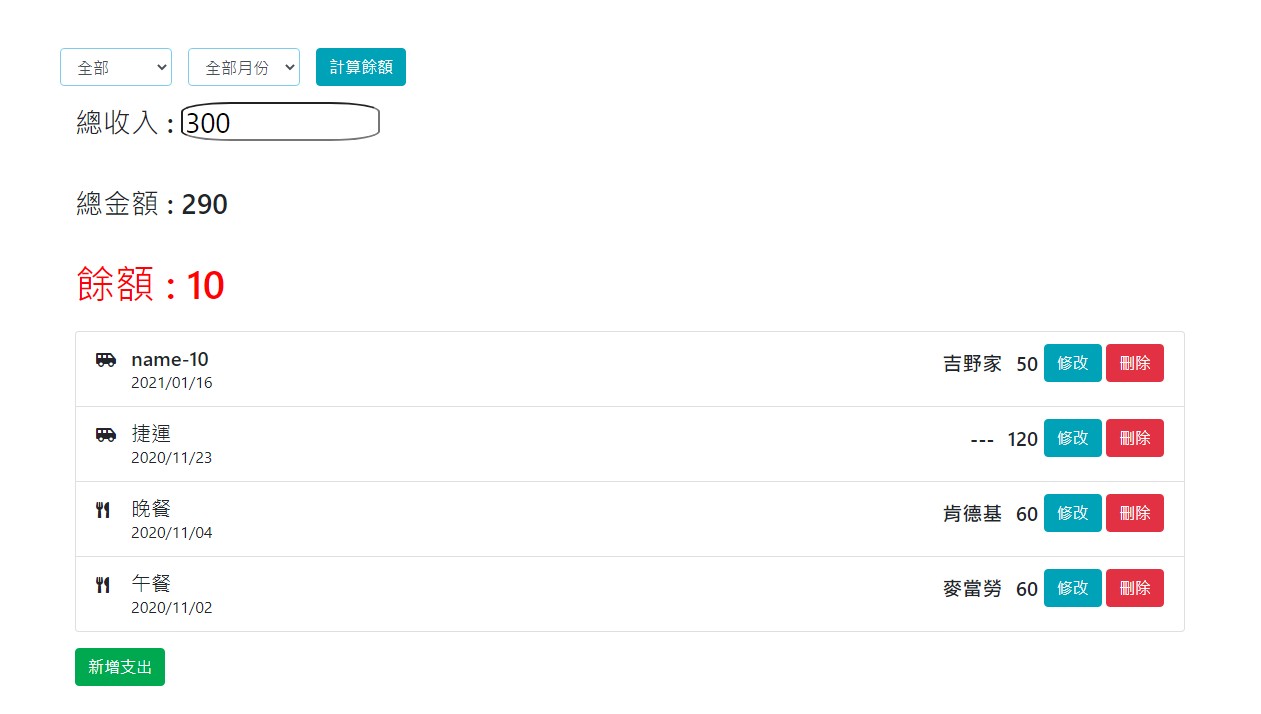 全部 全部月份 計算餘額
總收入 : 300
總金額 : 290
餘額 : 10
name-10 吉野家 50 修改 刪除
2021/01/16
捷運 --- 120 修改 刪除
2020/11/23
晚餐 肯德基 60 修改 刪除
2020/11/04
午餐 麥當勞 60 修改 刪除
2020/11/02
新增支出